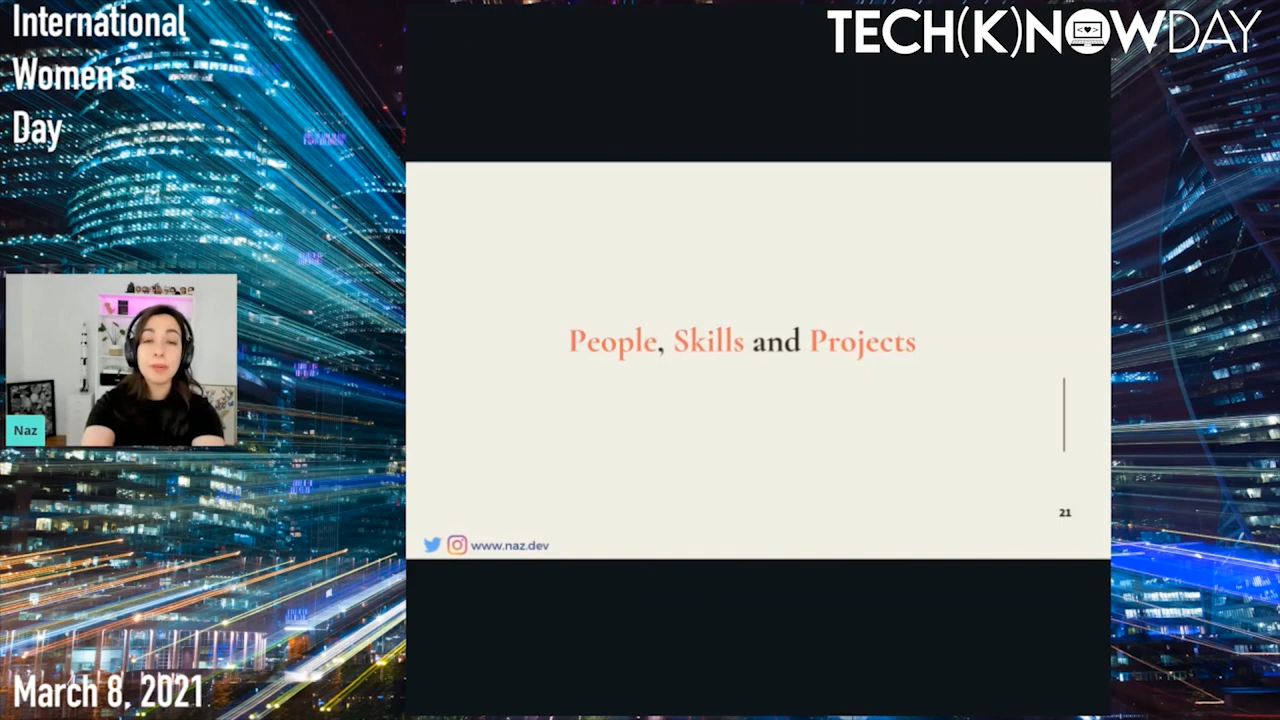 International
Women's
Day
TECH(K)NOWDAY
People, Skills and Projects
Naz
21
www.naz.dev
March 8, 2021